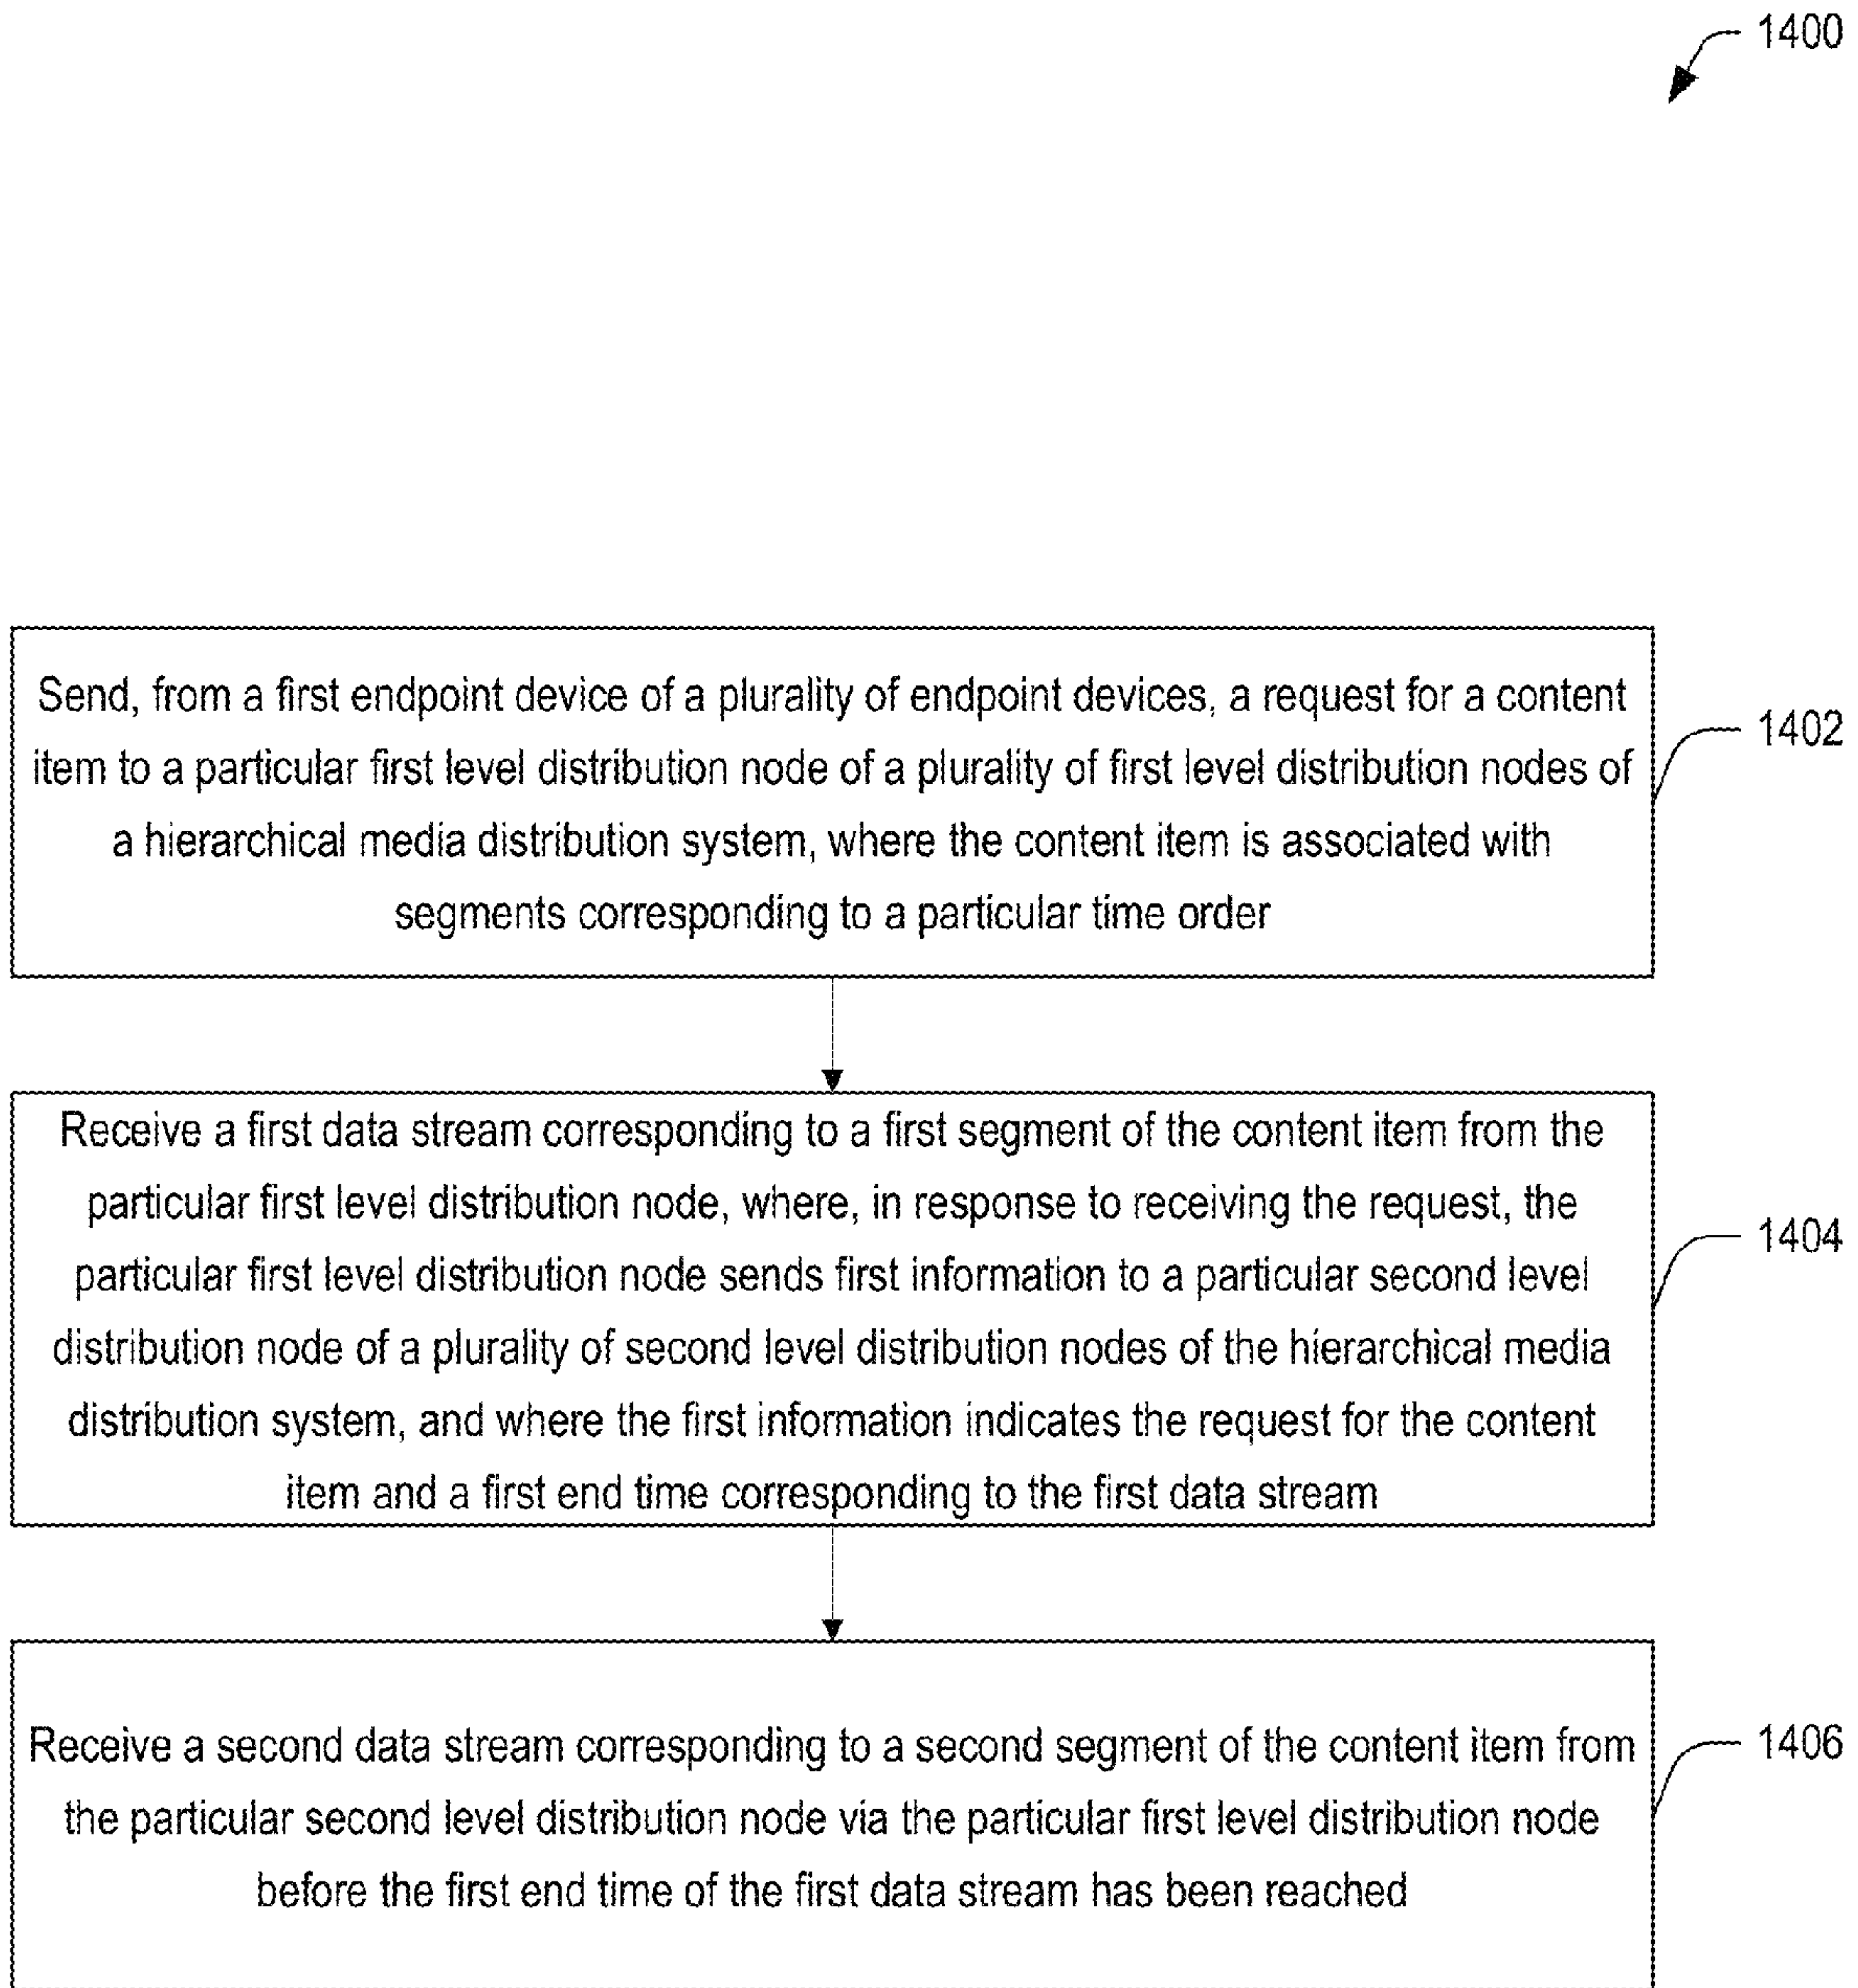 1400
Send, from a first endpoint device of a plurality of endpoint devices, a request for a content
item to a particular first level distribution node of a plurality of first level distribution nodes of
a hierarchical media distribution system, where the content item is associated with
segments corresponding to a particular time order
1402
Receive a first data stream corresponding to a first segment of the content item from the
particular first level distribution node, where, in response to receiving the request, the
particular first level distribution node sends first information to a particular second level
distribution node of a plurality of second level distribution nodes of the hierarchical media
distribution system, and where the first information indicates the request for the content
item and a first end time corresponding to the first data stream
1404
Receive a second data stream corresponding to a second segment of the content item from
the particular second level distribution node via the particular first level distribution node
before the first end time of the first data stream has been reached
1406